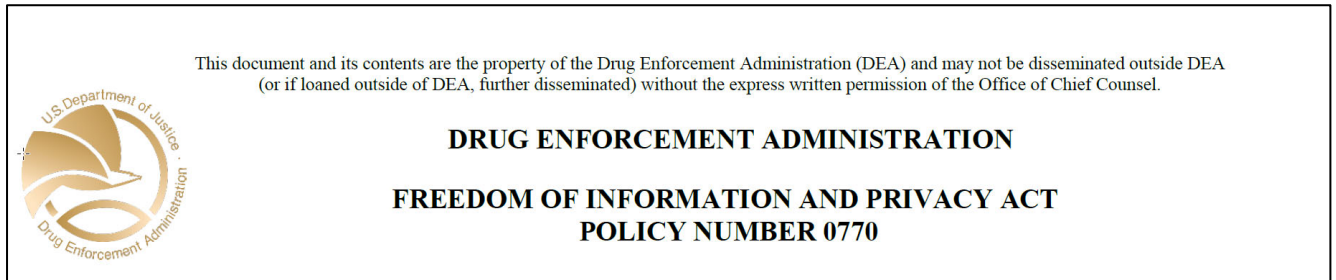 This document and its contents are the property of the Drug Enforcement Administration (DEA) and may not be disseminated outside DEA
(or if loaned outside of DEA, further disseminated) without the express written permission of the Office of Chief Counsel.
U.S. Department of Justice ·
Drug Enforcement Administration
DRUG ENFORCEMENT ADMINISTRATION
FREEDOM OF INFORMATION AND PRIVACY ACT
POLICY NUMBER 0770